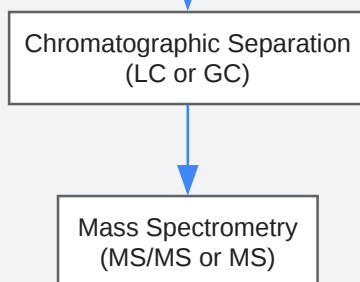 Chromatographic Separation
(LC or GC)
Mass Spectrometry
(MS/MS or MS)